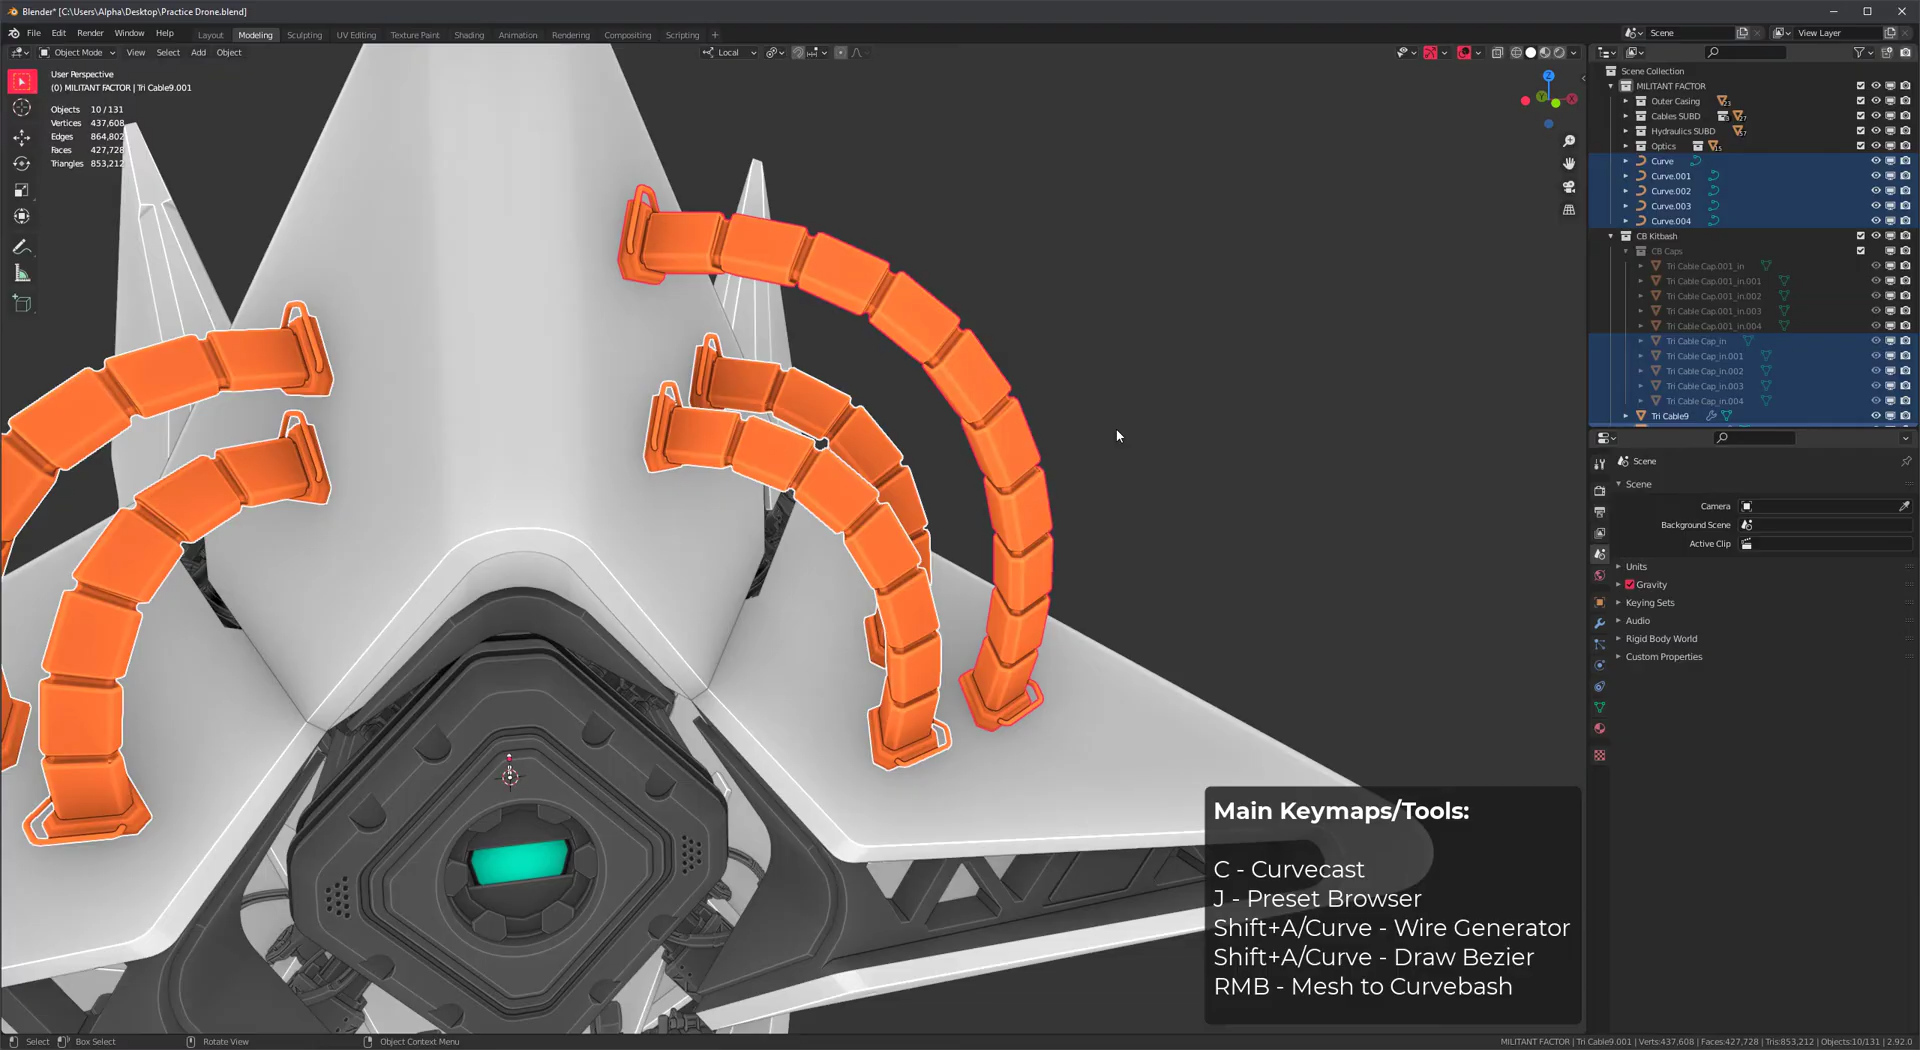 Blender* [C:\Users\Alpha\Desktop\Practice Drone.blend]
File Edit Render Window Help Layout Modeling Sculpting UV Editing Texture Paint Shading Animation Rendering Compositing Scripting +
Scene View Layer
Object Mode View Select Add Object Local
User Perspective
(0) MILITANT FACTOR | Tri Cable9.001
Objects 10 / 131
Vertices 437,608
Edges 864,802
Faces 427,728
Triangles 853,212
Z
Y
X
Scene Collection
MILITANT FACTOR
Outer Casing 23
Cables SUBD 27
Hydraulics SUBD 57
Optics 15
Curve
Curve.001
Curve.002
Curve.003
Curve.004
CB Kitbash
CB Caps
Tri Cable Cap.001_in
Tri Cable Cap.001_in.001
Tri Cable Cap.001_in.002
Tri Cable Cap.001_in.003
Tri Cable Cap.001_in.004
Tri Cable Cap_in
Tri Cable Cap_in.001
Tri Cable Cap_in.002
Tri Cable Cap_in.003
Tri Cable Cap_in.004
Tri Cable9
Scene
Scene
Camera
Background Scene
Active Clip
Units
Gravity
Keying Sets
Audio
Rigid Body World
Custom Properties
Main Keymaps/Tools:
C - Curvecast
J - Preset Browser
Shift+A/Curve - Wire Generator
Shift+A/Curve - Draw Bezier
RMB - Mesh to Curvebash
Select Box Select Rotate View Object Context Menu
MILITANT FACTOR | Tri Cable9.001 | Verts:437,608 | Faces:427,728 | Tris:853,212 | Objects:10/131 | 2.92.0